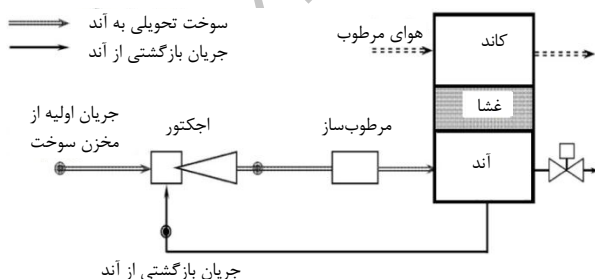 سوخت تحویلی به آند
جریان بازگشتی از آند
هوای مرطوب
کاتد
غشا
آند
جریان اولیه از
مخزن سوخت
اجکتور
مرطوب‌ساز
جریان بازگشتی از آند